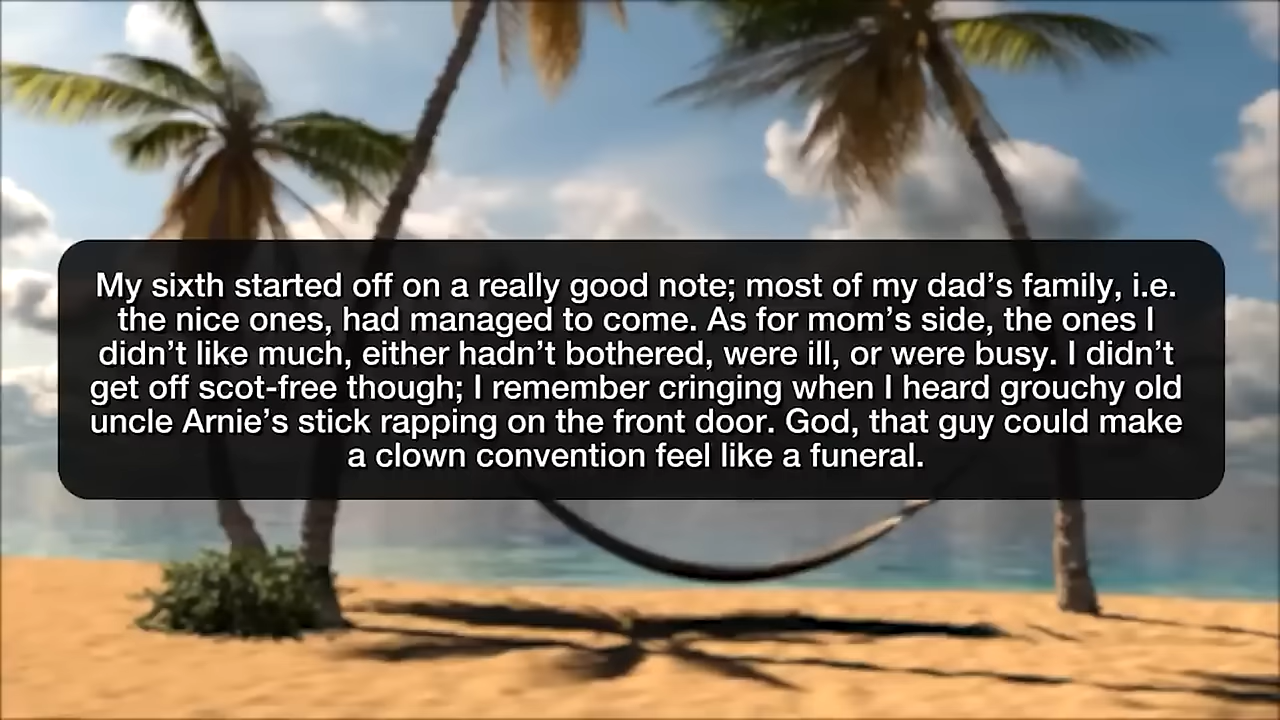 My sixth started off on a really good note; most of my dad’s family, i.e.
the nice ones, had managed to come. As for mom’s side, the ones I
didn’t like much, either hadn’t bothered, were ill, or were busy. I didn’t
get off scot-free though; I remember cringing when I heard grouchy old
uncle Arnie’s stick rapping on the front door. God, that guy could make
a clown convention feel like a funeral.